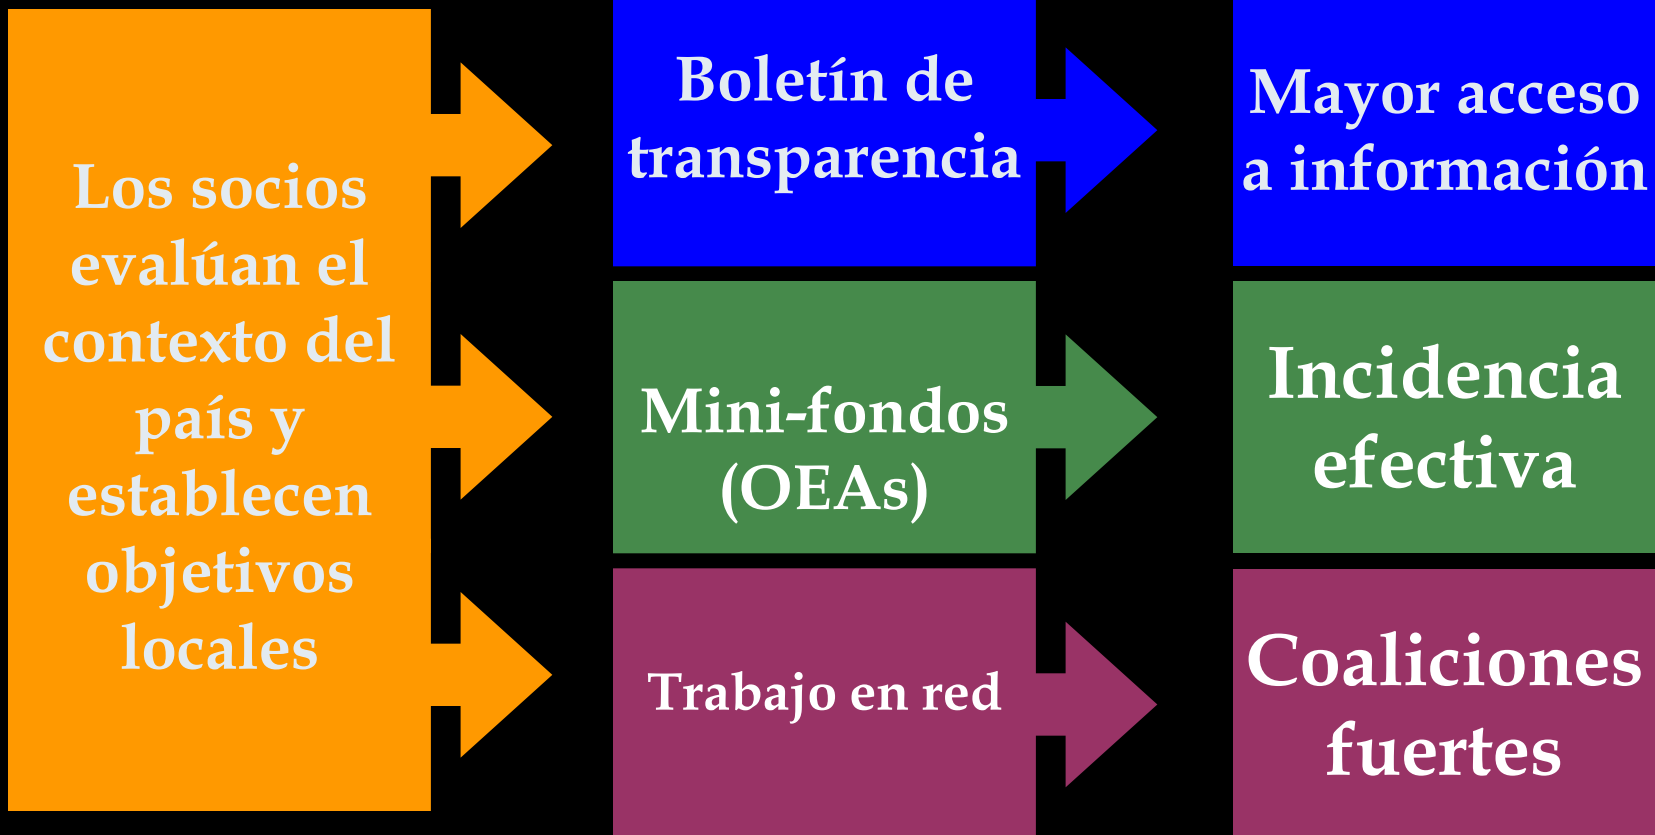 Los socios
evalúan el
contexto del
país y
establecen
objetivos
locales
Boletín de
transparencia
Mayor acceso
a información
Mini-fondos
(OEAs)
Incidencia
efectiva
Trabajo en red
Coaliciones
fuertes